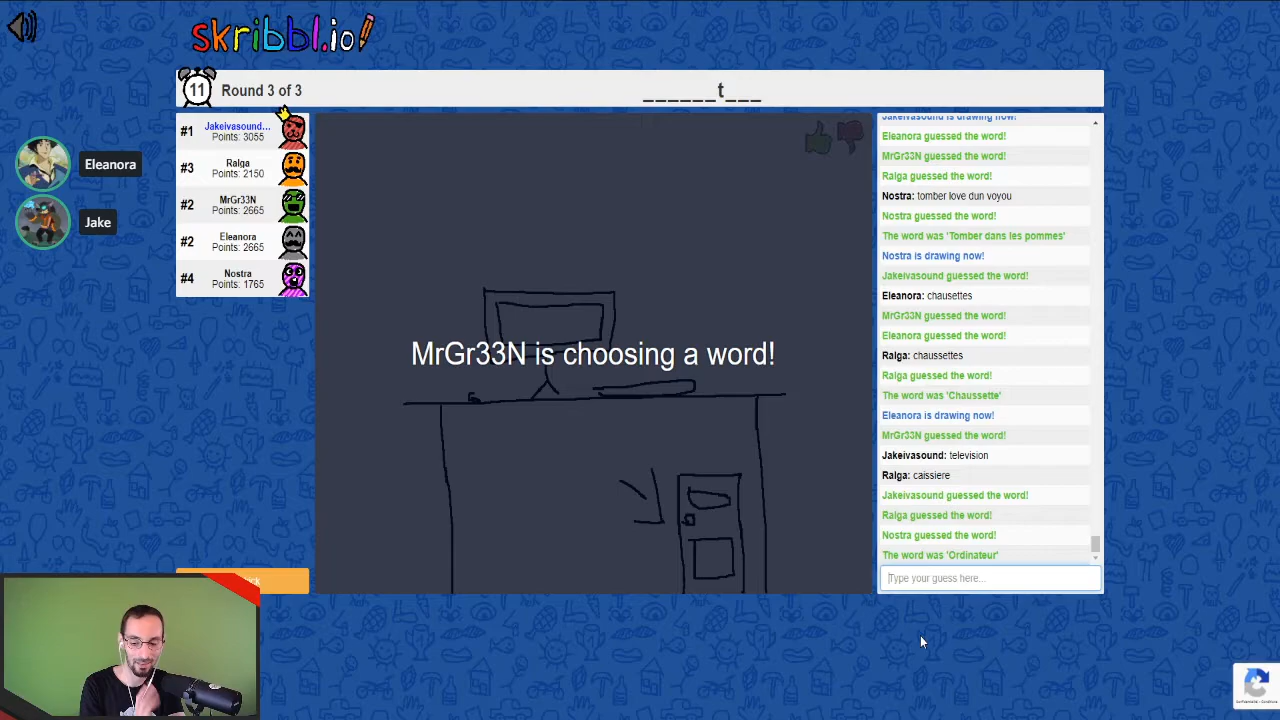 skribbl.io
11
Round 3 of 3
______t___
Eleanora
Jake
#1
Jakeivasound...
Points: 3055
#3
Ralga
Points: 2150
#2
MrGr33N
Points: 2665
#2
Eleanora
Points: 2665
#4
Nostra
Points: 1765
MrGr33N is choosing a word!
Jakeivasound is drawing now!
Eleanora guessed the word!
MrGr33N guessed the word!
Ralga guessed the word!
Nostra: tomber love dun voyou
Nostra guessed the word!
The word was 'Tomber dans les pommes'
Nostra is drawing now!
Jakeivasound guessed the word!
Eleanora: chausettes
MrGr33N guessed the word!
Eleanora guessed the word!
Ralga: chaussettes
Ralga guessed the word!
The word was 'Chaussette'
Eleanora is drawing now!
MrGr33N guessed the word!
Jakeivasound: television
Ralga: caissiere
Jakeivasound guessed the word!
Ralga guessed the word!
Nostra guessed the word!
The word was 'Ordinateur'
Type your guess here...